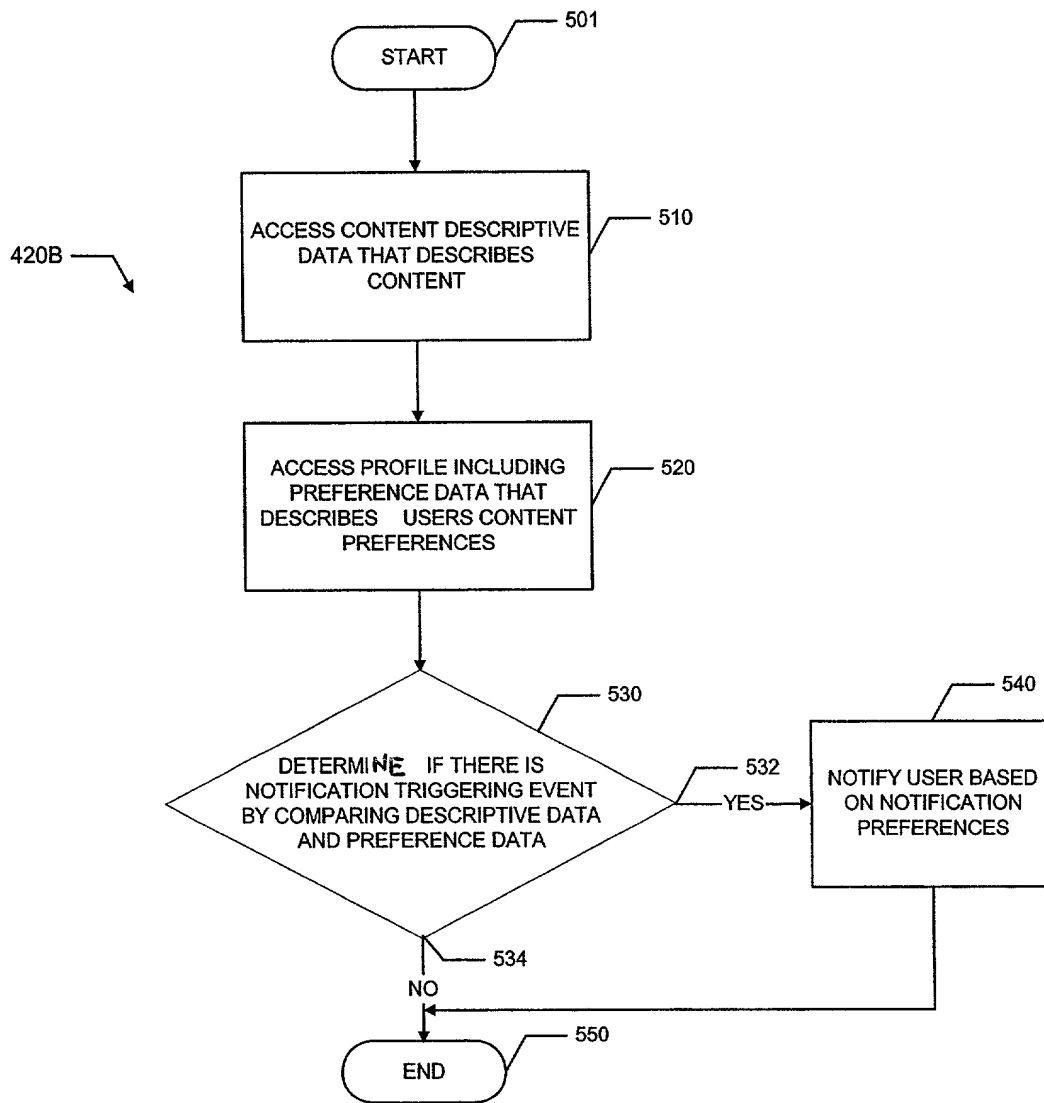 501
START
ACCESS CONTENT DESCRIPTIVE
DATA THAT DESCRIBES
CONTENT
510
420B
ACCESS PROFILE INCLUDING
PREFERENCE DATA THAT
DESCRIBES USERS CONTENT
PREFERENCES
520
530
DETERMINE IF THERE IS
NOTIFICATION TRIGGERING EVENT
BY COMPARING DESCRIPTIVE DATA
AND PREFERENCE DATA
532
YES
540
NOTIFY USER BASED
ON NOTIFICATION
PREFERENCES
534
NO
550
END